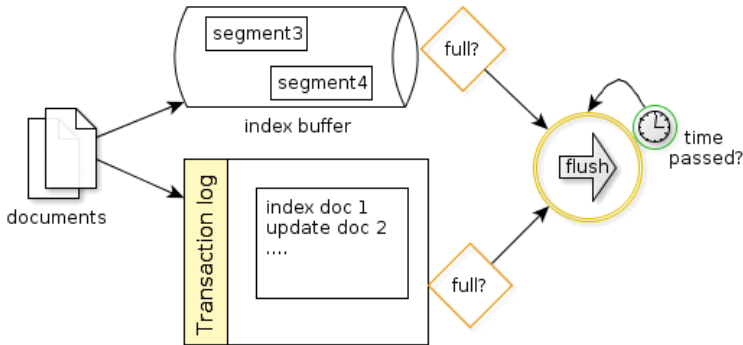 segment3
segment4
index buffer
full?
documents
Transaction log
index doc 1
update doc 2
....
full?
flush
time
passed?